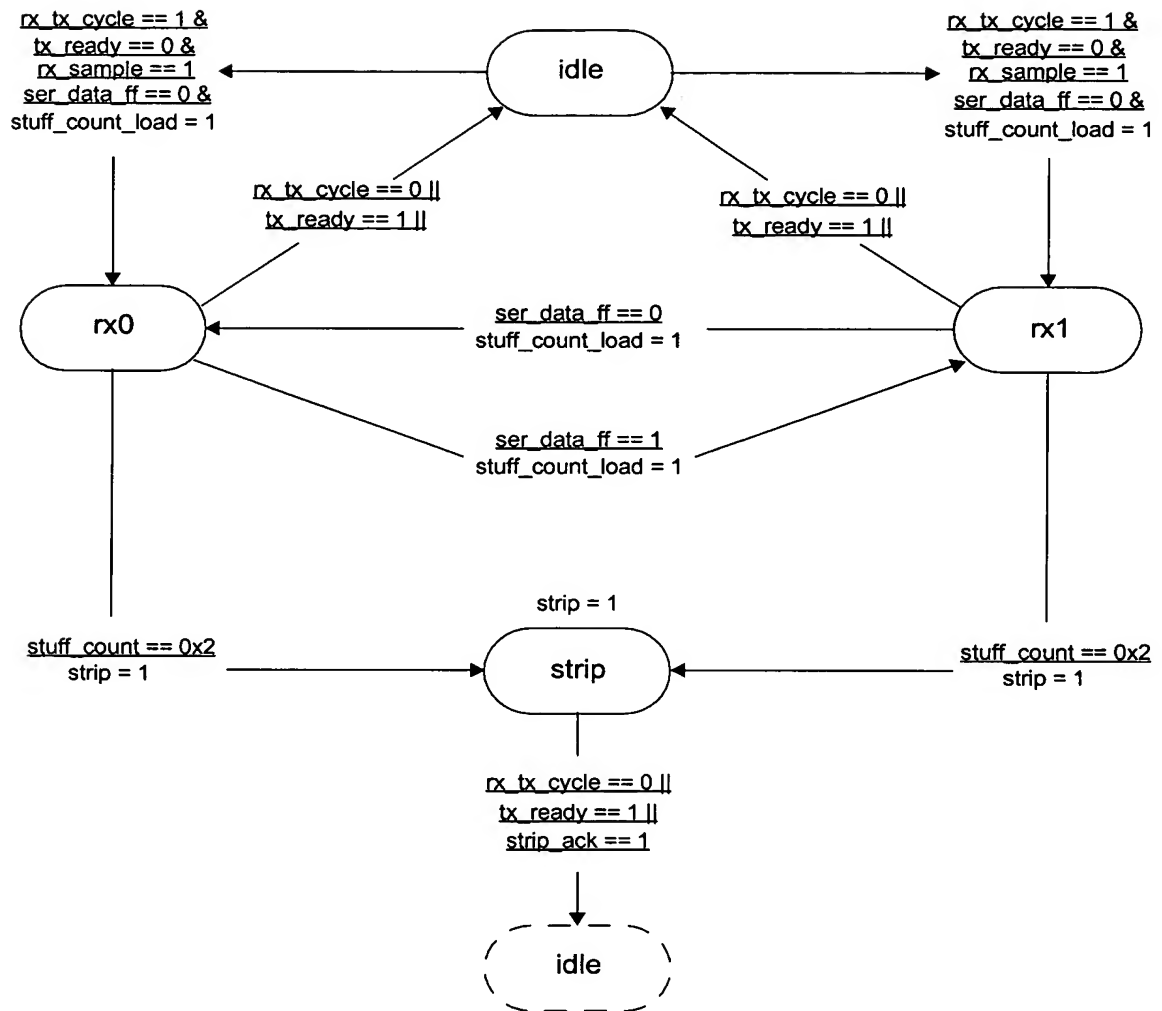 rx_tx_cycle == 1 &
tx_ready == 0 &
rx_sample == 1
ser_data_ff == 0 &
stuff_count_load = 1
idle
rx_tx_cycle == 1 &
tx_ready == 0 &
rx_sample == 1
ser_data_ff == 0 &
stuff_count_load = 1
rx_tx_cycle == 0 ||
tx_ready == 1 ||
rx_tx_cycle == 0 ||
tx_ready == 1 ||
rx0
ser_data_ff == 0
stuff_count_load = 1
rx1
ser_data_ff == 1
stuff_count_load = 1
strip = 1
stuff_count == 0x2
strip = 1
strip
stuff_count == 0x2
strip = 1
rx_tx_cycle == 0 ||
tx_ready == 1 ||
strip_ack == 1
idle